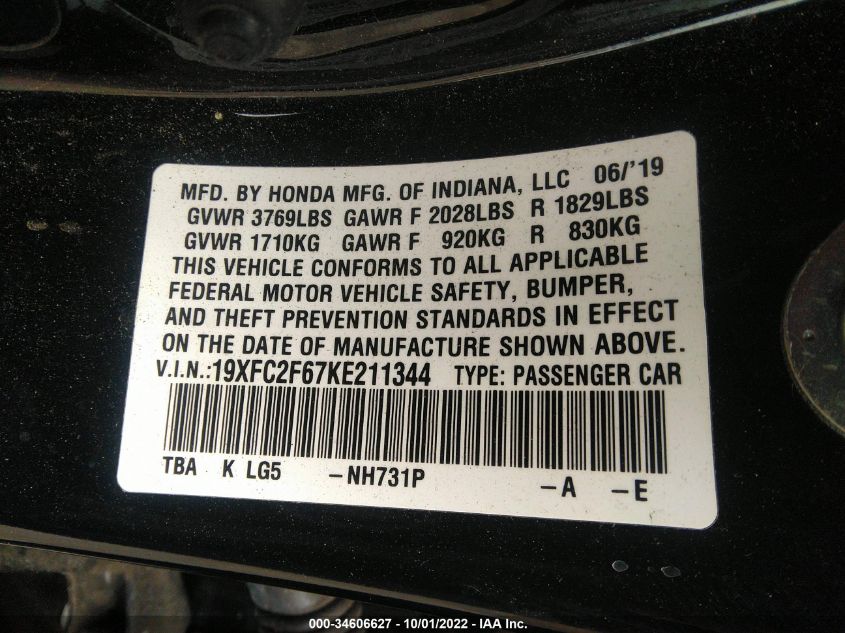 MFD. BY HONDA MFG. OF INDIANA, LLC 06/'19
GVWR 3769LBS GAWR F 2028LBS R 1829LBS
GVWR 1710KG GAWR F 920KG R 830KG
THIS VEHICLE CONFORMS TO ALL APPLICABLE
FEDERAL MOTOR VEHICLE SAFETY, BUMPER,
AND THEFT PREVENTION STANDARDS IN EFFECT
ON THE DATE OF MANUFACTURE SHOWN ABOVE.
V.I.N.:19XFC2F67KE211344 TYPE: PASSENGER CAR
TBA K LG5 -NH731P -A -E
000-34606627 - 10/01/2022 - IAA Inc.